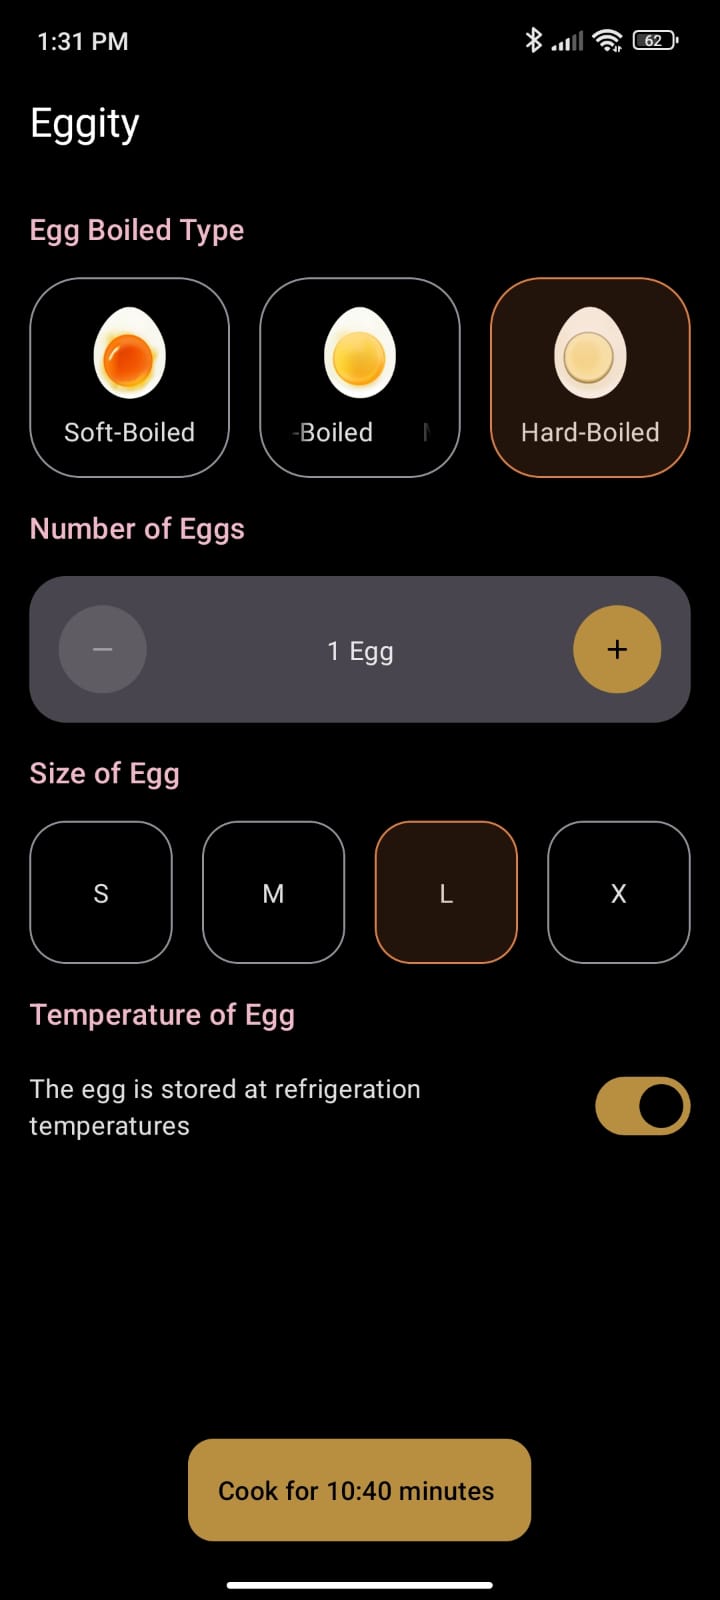 1:31 PM
62
Eggity
Egg Boiled Type
Soft-Boiled
-Boiled
Hard-Boiled
Number of Eggs
− 1 Egg +
Size of Egg
S M L X
Temperature of Egg
The egg is stored at refrigeration
temperatures
Cook for 10:40 minutes